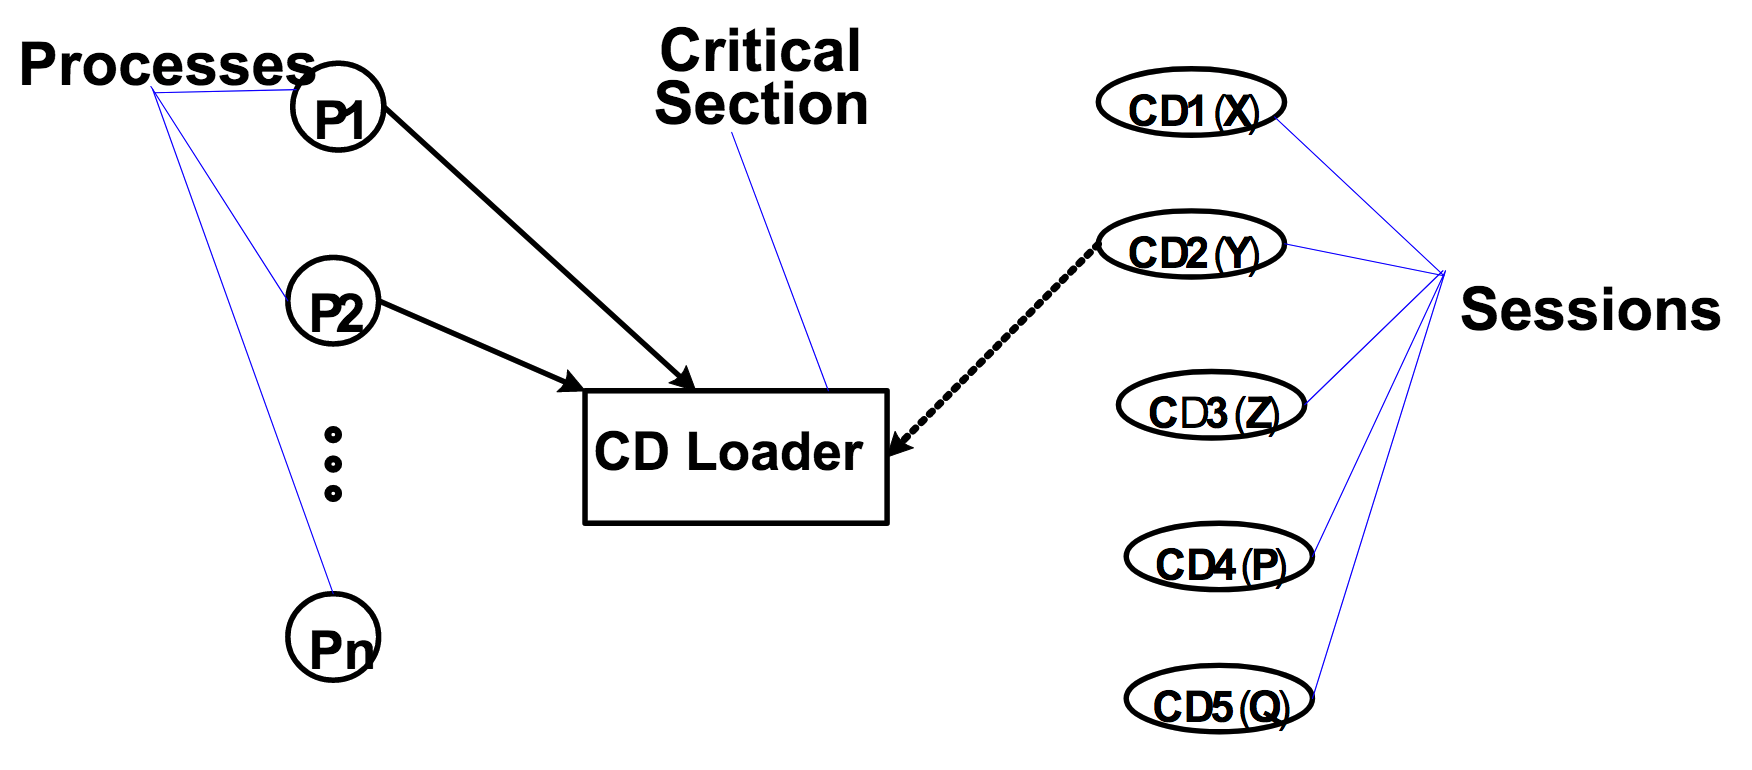 Processes
P1
P2
Pn
Critical
Section
CD Loader
CD1(X)
CD2(Y)
CD3(Z)
CD4(P)
CD5(Q)
Sessions